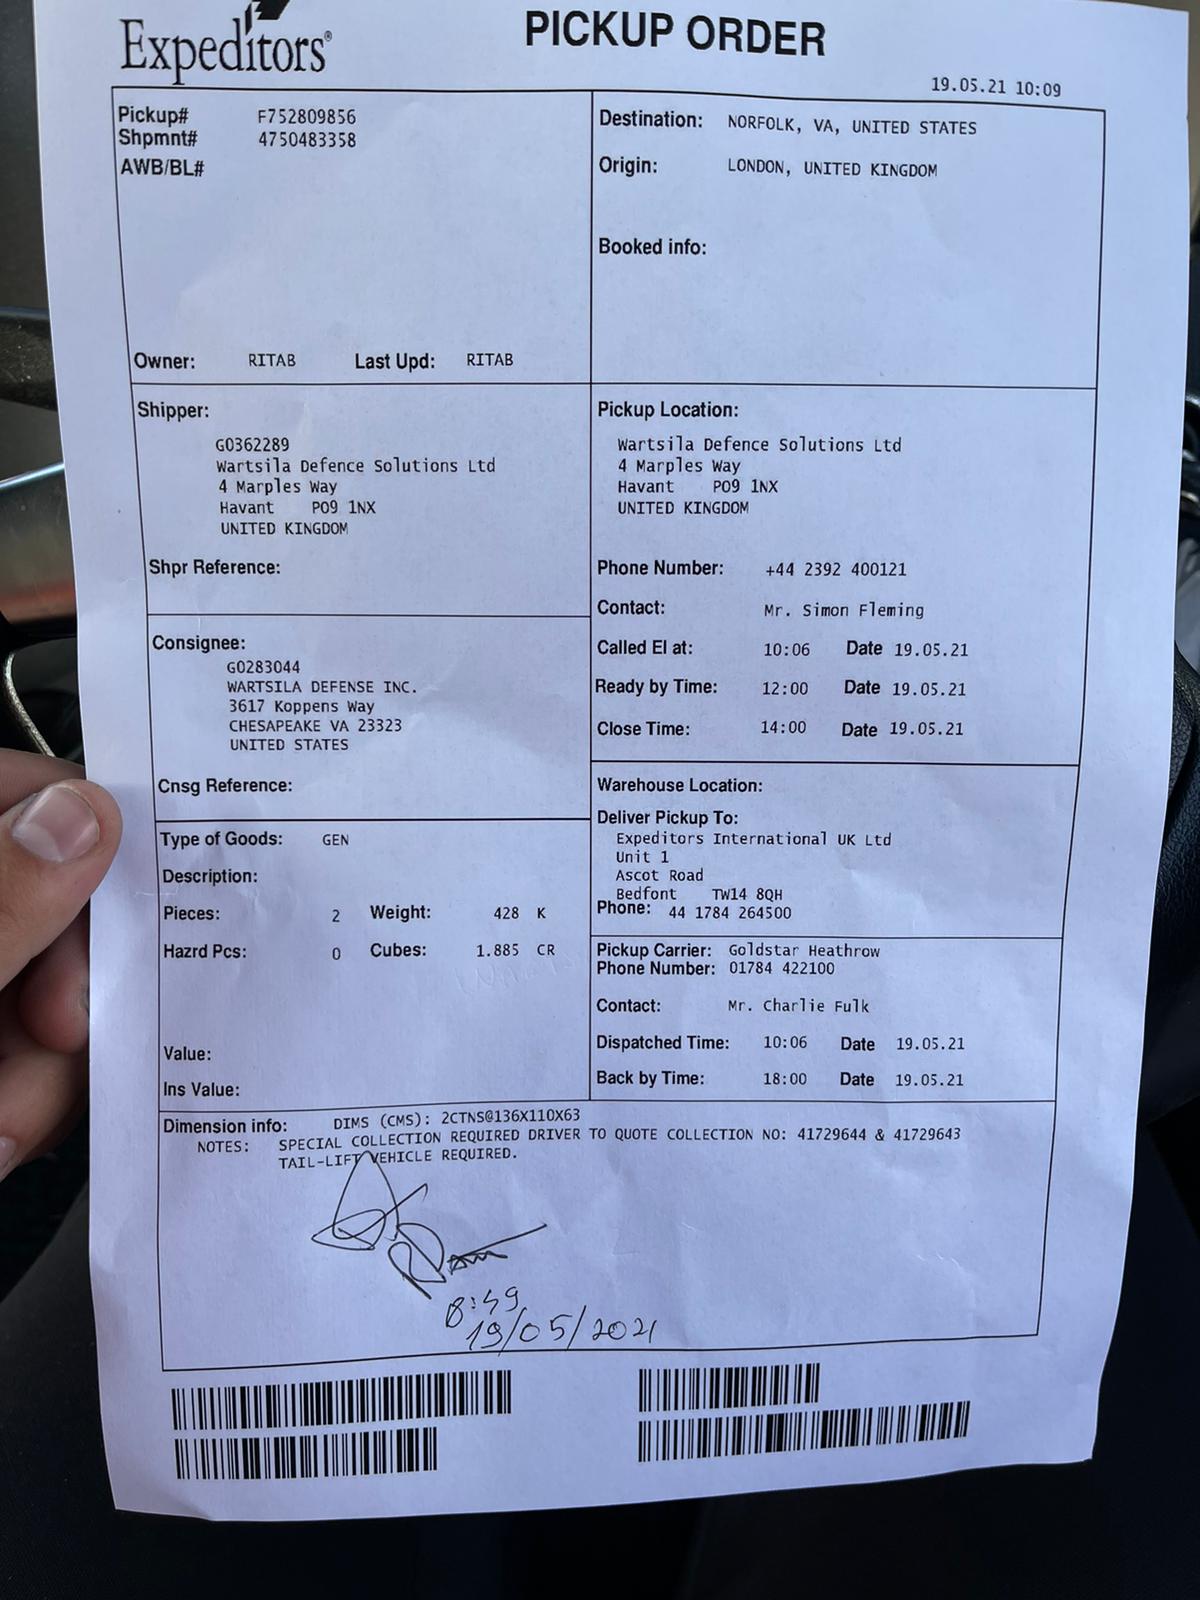 Expeditors®
PICKUP ORDER
19.05.21 10:09
Pickup# F752809856
Shpmnt# 4750483358
AWB/BL#
Owner: RITAB Last Upd: RITAB
Destination: NORFOLK, VA, UNITED STATES
Origin: LONDON, UNITED KINGDOM
Booked info:
Shipper:
G0362289
Wartsila Defence Solutions Ltd
4 Marples Way
Havant PO9 1NX
UNITED KINGDOM
Shpr Reference:
Consignee:
G0283044
WARTSILA DEFENSE INC.
3617 Koppens Way
CHESAPEAKE VA 23323
UNITED STATES
Cnsg Reference:
Type of Goods: GEN
Description:
Pieces: 2 Weight: 428 K
Hazrd Pcs: 0 Cubes: 1.885 CR
Value:
Ins Value:
Pickup Location:
Wartsila Defence Solutions Ltd
4 Marples Way
Havant PO9 1NX
UNITED KINGDOM
Phone Number: +44 2392 400121
Contact: Mr. Simon Fleming
Called EI at: 10:06 Date 19.05.21
Ready by Time: 12:00 Date 19.05.21
Close Time: 14:00 Date 19.05.21
Warehouse Location:
Deliver Pickup To:
Expeditors International UK Ltd
Unit 1
Ascot Road
Bedfont TW14 8QH
Phone: 44 1784 264500
Pickup Carrier: Goldstar Heathrow
Phone Number: 01784 422100
Contact: Mr. Charlie Fulk
Dispatched Time: 10:06 Date 19.05.21
Back by Time: 18:00 Date 19.05.21
Dimension info: DIMS (CMS): 2CTNS@136X110X63
NOTES: SPECIAL COLLECTION REQUIRED DRIVER TO QUOTE COLLECTION NO: 41729644 & 41729643
TAIL-LIFT VEHICLE REQUIRED.
8:49
19/05/2021